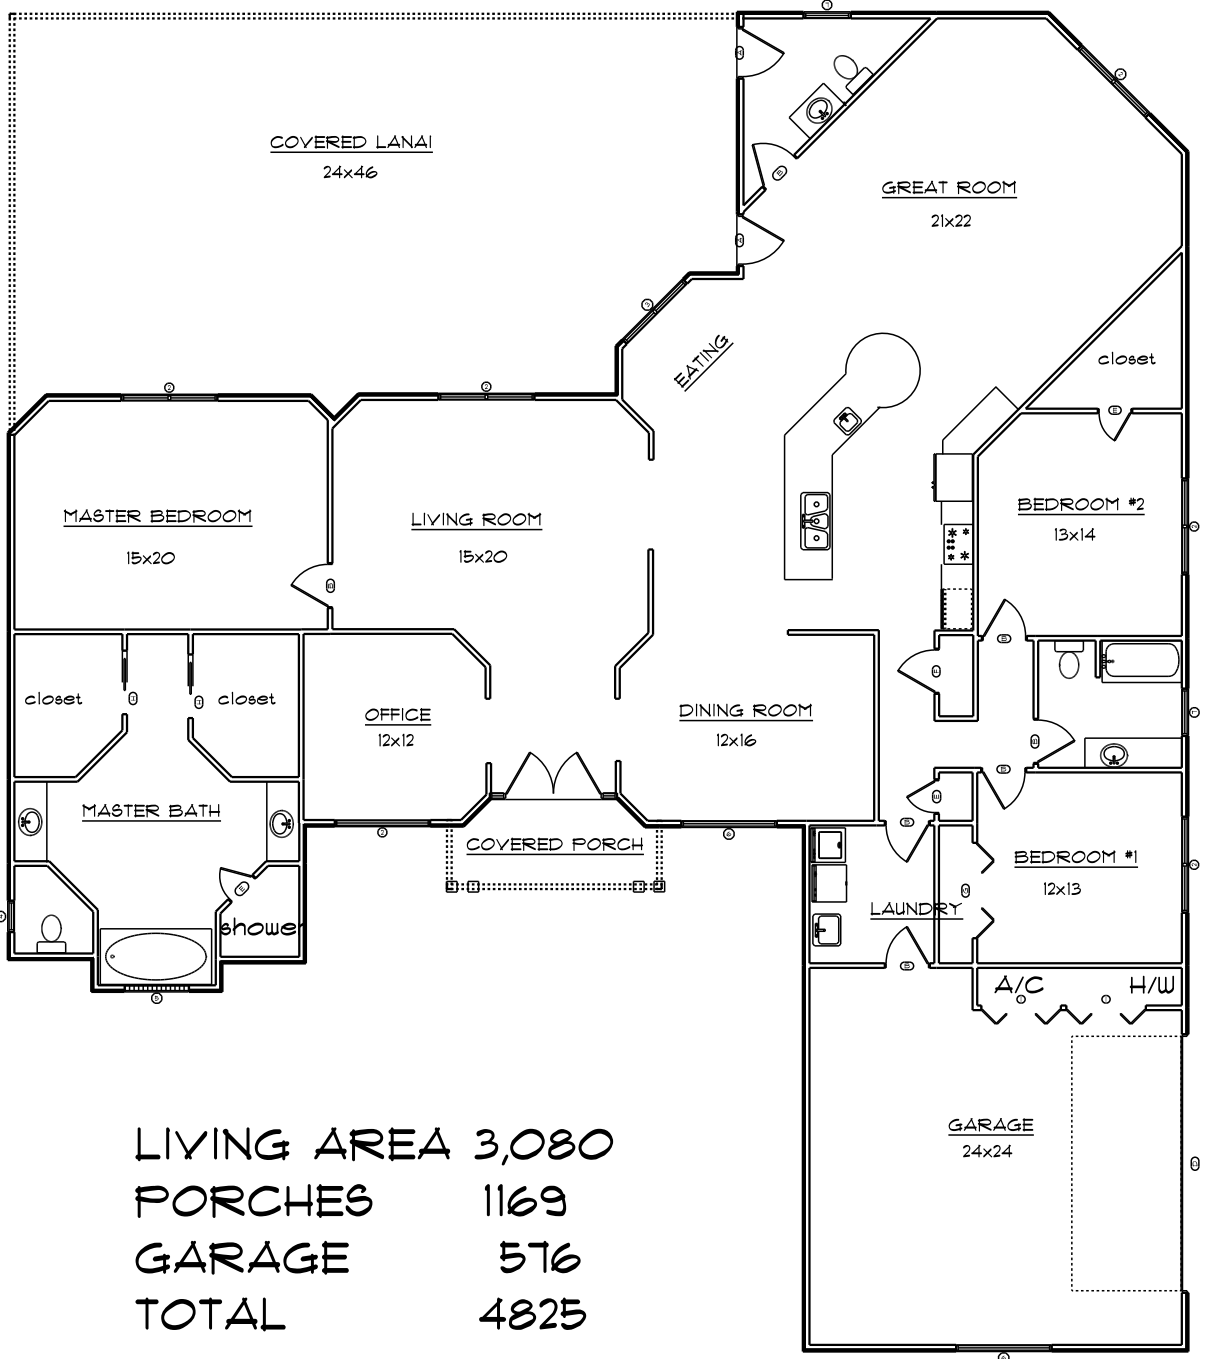 COVERED LANAI
24x46
GREAT ROOM
21x22
EATING
closet
MASTER BEDROOM
15x20
LIVING ROOM
15x20
BEDROOM #2
13x14
closet
closet
OFFICE
12x12
DINING ROOM
12x16
MASTER BATH
COVERED PORCH
BEDROOM #1
12x13
LAUNDRY
shower
A/C
H/W
GARAGE
24x24
LIVING AREA 3,080
PORCHES 1169
GARAGE 576
TOTAL 4825